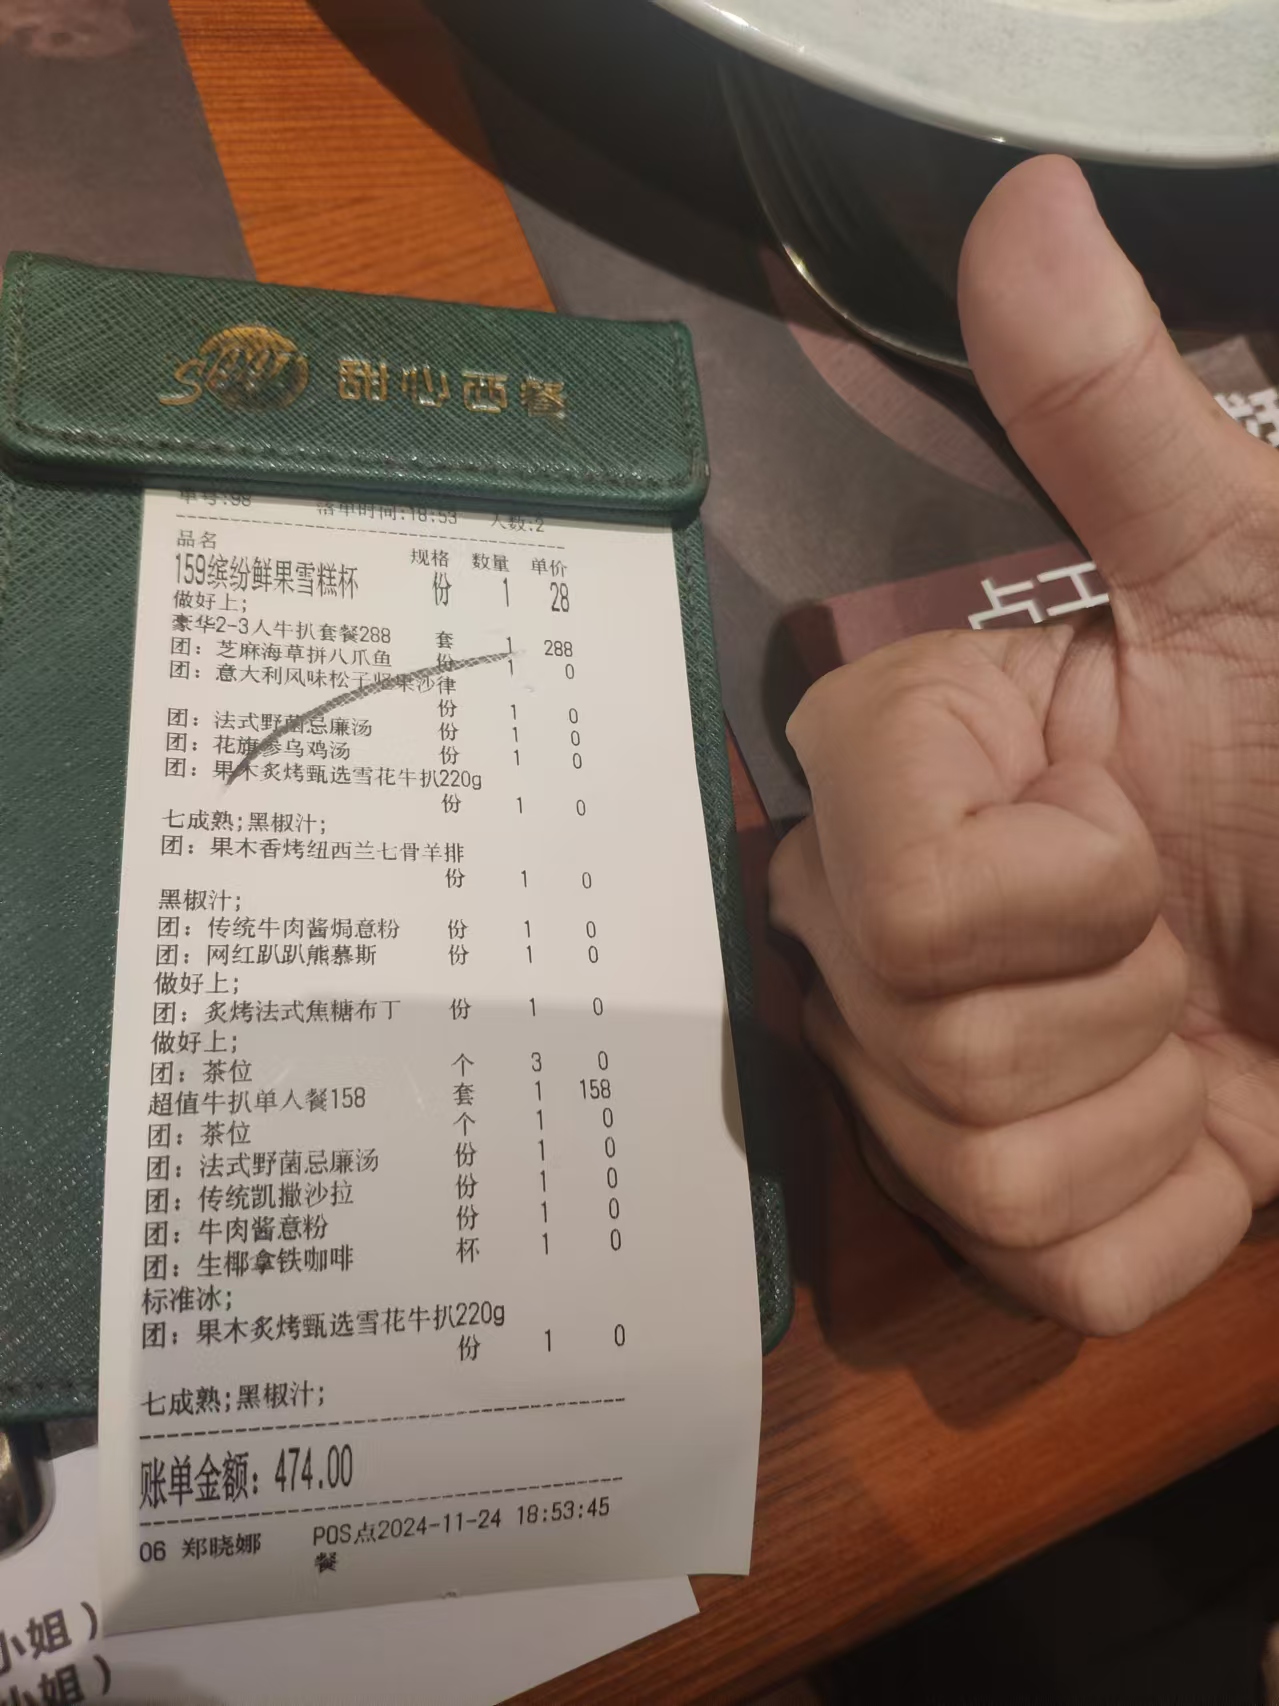 甜心西餐
单号:98 落单时间:18:53 人数:2
品名 规格 数量 单价
159缤纷鲜果雪糕杯 份 1 28
做好上;
豪华2-3人牛扒套餐288 套 1 288
团: 芝麻海草拼八爪鱼 份 1 0
团: 意大利风味松子坚果沙律
份 1 0
团: 法式野菌忌廉汤 份 1 0
团: 花旗参乌鸡汤 份 1 0
团: 果木炙烤甄选雪花牛扒220g
份 1 0
七成熟;黑椒汁;
团: 果木香烤纽西兰七骨羊排
份 1 0
黑椒汁;
团: 传统牛肉酱焗意粉 份 1 0
团: 网红趴趴熊慕斯 份 1 0
做好上;
团: 炙烤法式焦糖布丁 份 1 0
做好上;
团: 茶位 个 3 0
超值牛扒单人餐158 套 1 158
团: 茶位 个 1 0
团: 法式野菌忌廉汤 份 1 0
团: 传统凯撒沙拉 份 1 0
团: 牛肉酱意粉 份 1 0
团: 生椰拿铁咖啡 杯 1 0
标准冰;
团: 果木炙烤甄选雪花牛扒220g
份 1 0
七成熟;黑椒汁;
账单金额: 474.00
06 郑晓娜 POS点2024-11-24 18:53:45
餐
小姐)
小姐)